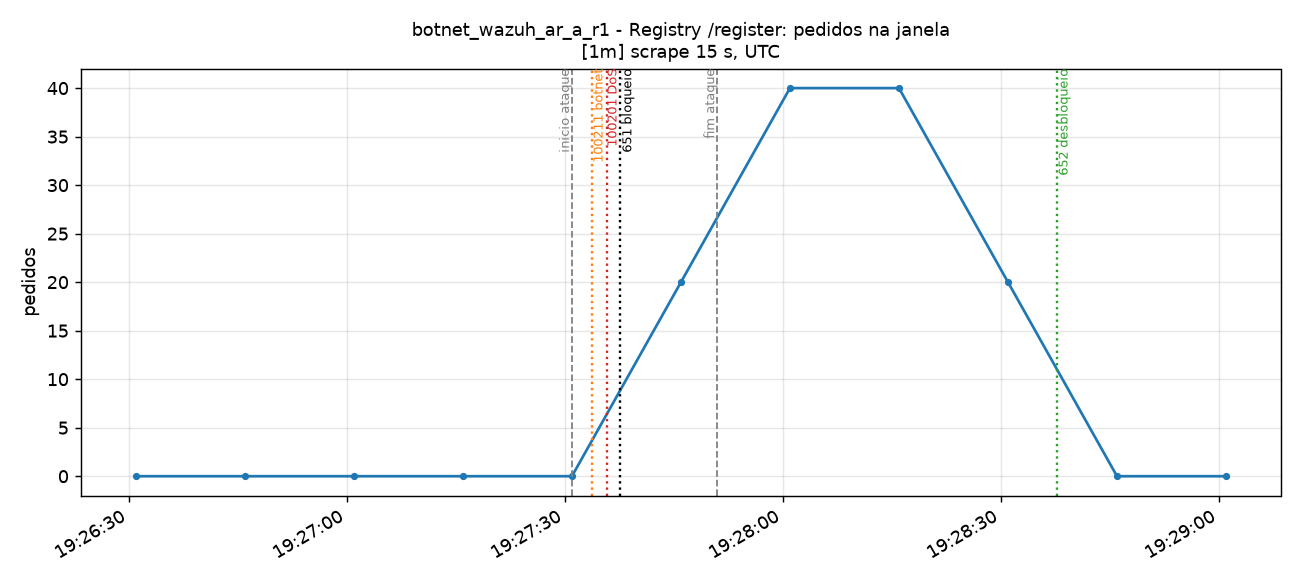 botnet_wazuh_ar_a_r1 - Registry /register: pedidos na janela
[1m] scrape 15 s, UTC
pedidos
40
35
30
25
20
15
10
5
0
inicio ataque
100211 botnet
100201 DoS
651 bloqueio
fim ataque
652 desbloqueio
19:26:30
19:27:00
19:27:30
19:28:00
19:28:30
19:29:00